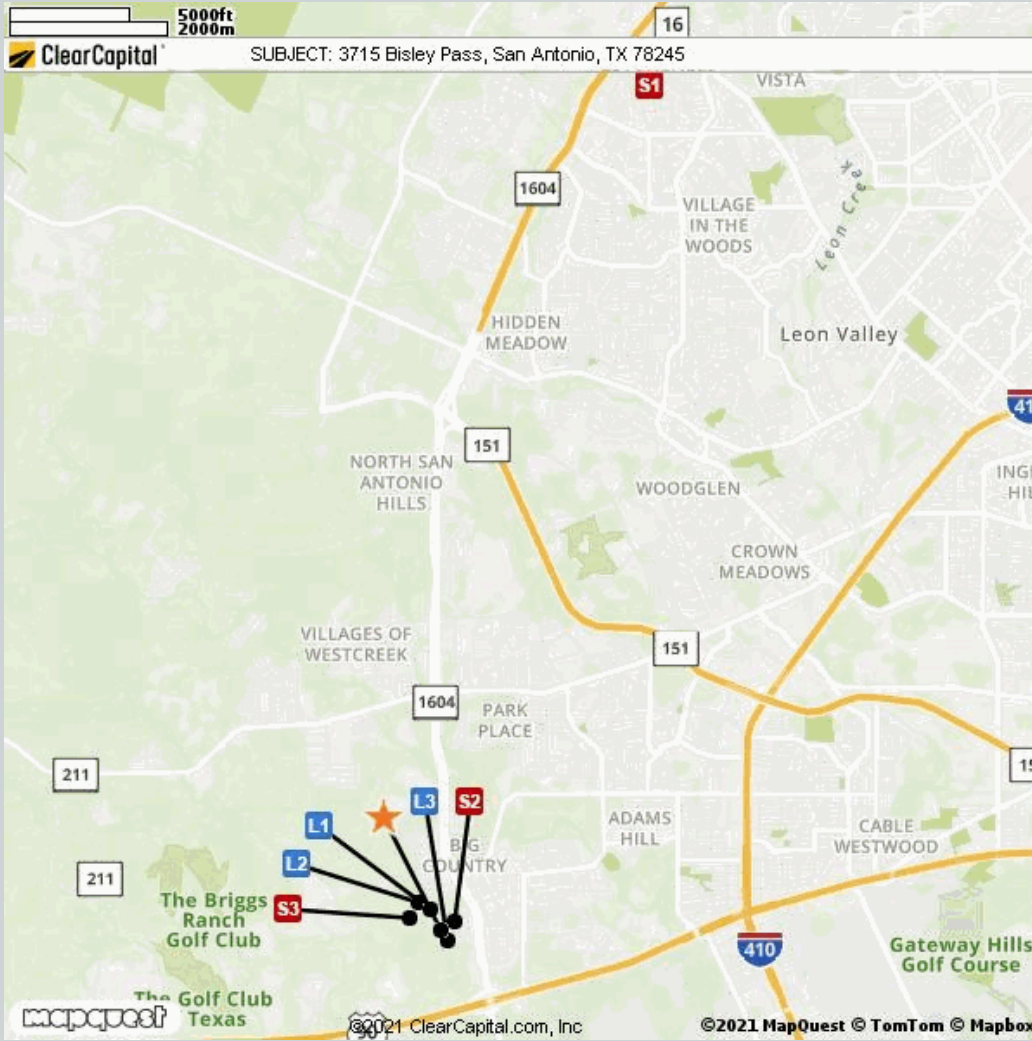 5000ft
2000m
16
ClearCapital
SUBJECT: 3715 Bisley Pass, San Antonio, TX 78245
S1
VISTA
1604
VILLAGE
IN THE
WOODS
Leon Creek
HIDDEN
MEADOW
Leon Valley
151
NORTH SAN
ANTONIO
HILLS
WOODGLEN
CROWN
MEADOWS
VILLAGES OF
WESTCREEK
151
1604
PARK
PLACE
211
L1
L3
S2
ADAMS
HILL
CABLE
WESTWOOD
L2
BIG
COUNTRY
211
S3
The Briggs
Ranch
Golf Club
410
Gateway Hills
Golf Course
The Golf Club
Texas
mapquest
90
©2021 ClearCapital.com, Inc
©2021 MapQuest © TomTom © Mapbox